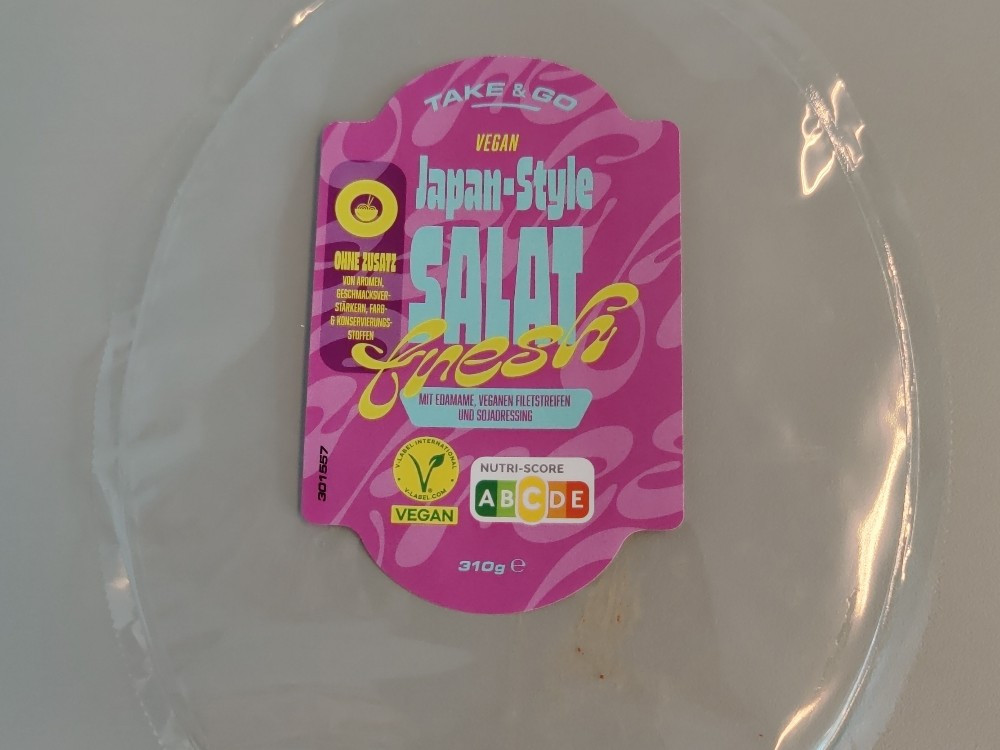 TAKE & GO
VEGAN
Japan-Style
SALAT
fresh
OHNE ZUSATZ
VON AROMEN,
GESCHMACKSVER-
STÄRKERN, FARB-
& KONSERVIERUNGS-
STOFFEN
MIT EDAMAME, VEGANEN FILETSTREIFEN
UND SOJADRESSING
301557
V-LABEL INTERNATIONAL
V-LABEL.COM
VEGAN
NUTRI-SCORE
A B C D E
310g ℮